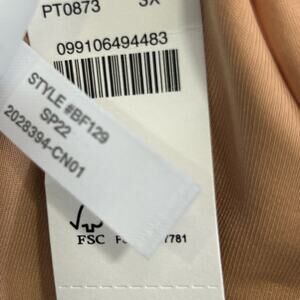 PT0873 3X
099106494483
STYLE #BF129
SP22
2028394-CN01
FSC 7781